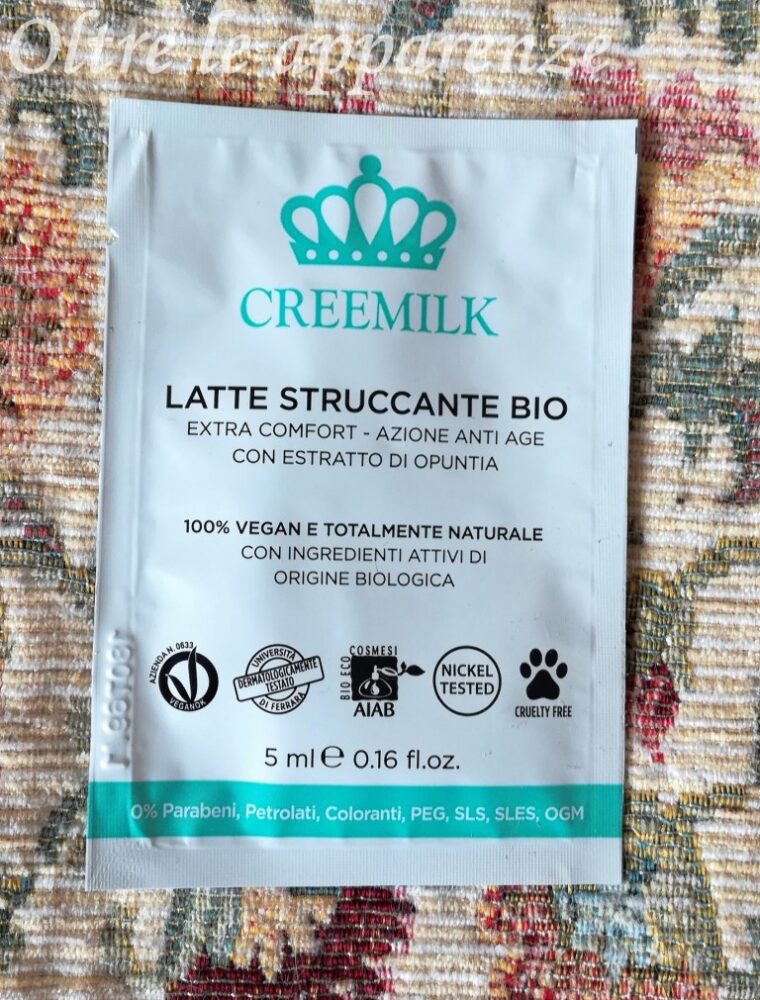 Oltre le apparenze...
CREEMILK
LATTE STRUCCANTE BIO
EXTRA COMFORT - AZIONE ANTI AGE
CON ESTRATTO DI OPUNTIA
100% VEGAN E TOTALMENTE NATURALE
CON INGREDIENTI ATTIVI DI
ORIGINE BIOLOGICA
AZIENDA N. 0633
VEGANOK
UNIVERSITÀ
DERMATOLOGICAMENTE
TESTATO
DI FERRARA
BIO ECO COSMESI
AIAB
NICKEL
TESTED
CRUELTY FREE
5 ml ℮ 0.16 fl.oz.
0% Parabeni, Petrolati, Coloranti, PEG, SLS, SLES, OGM